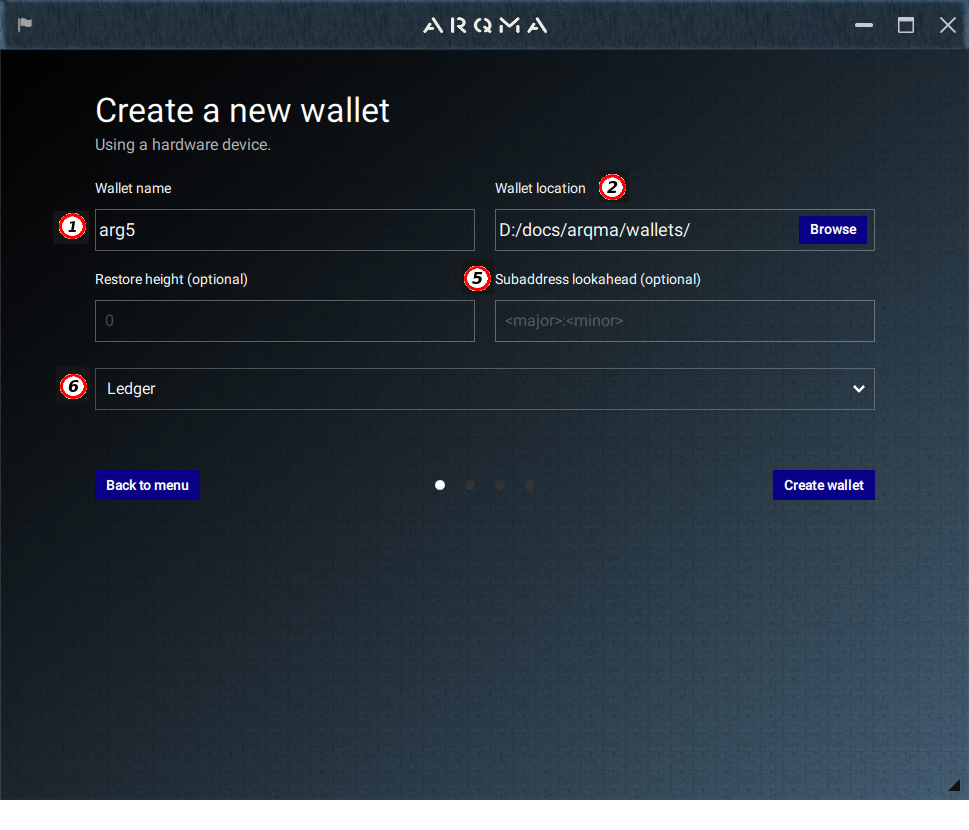 ARQMA
Create a new wallet
Using a hardware device.
Wallet name
Wallet location 2
1 arg5
D:/docs/arqma/wallets/ Browse
Restore height (optional)
5 Subaddress lookahead (optional)
0
<major>:<minor>
6 Ledger
Back to menu
Create wallet